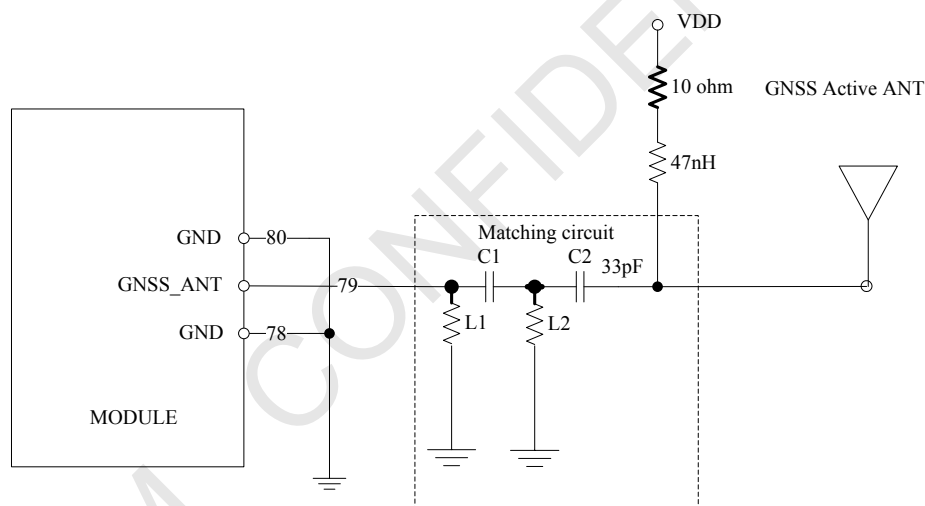 VDD
10 ohm
GNSS Active ANT
47nH
Matching circuit
C1
C2
33pF
GND
80
GNSS_ANT
79
GND
78
L1
L2
MODULE